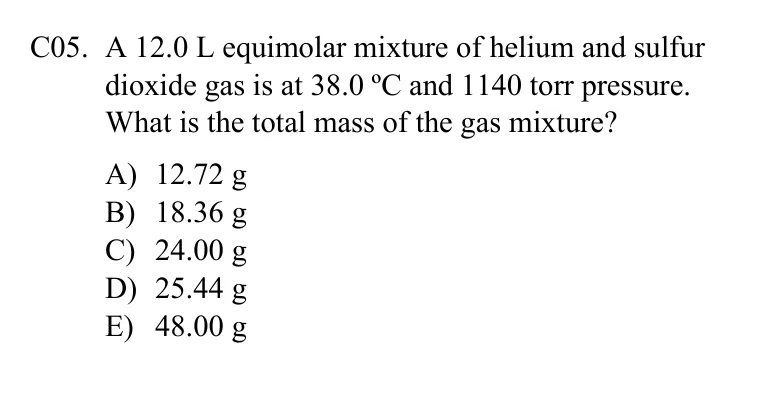 C05. A 12.0 L equimolar mixture of helium and sulfur
dioxide gas is at 38.0 ºC and 1140 torr pressure.
What is the total mass of the gas mixture?
A) 12.72 g
B) 18.36 g
C) 24.00 g
D) 25.44 g
E) 48.00 g